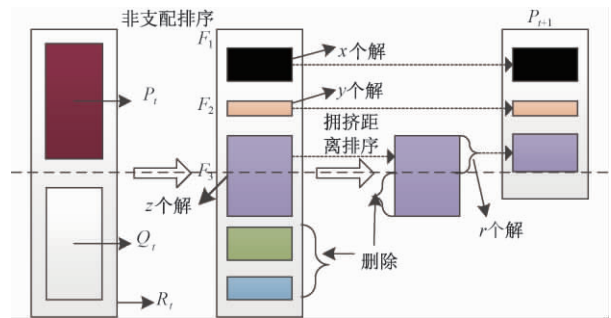 非支配排序
P_{t+1}
F_1
x个解
P_t
F_2
y个解
拥挤距
离排序
F_3
z个解
r个解
Q_t
删除
R_t